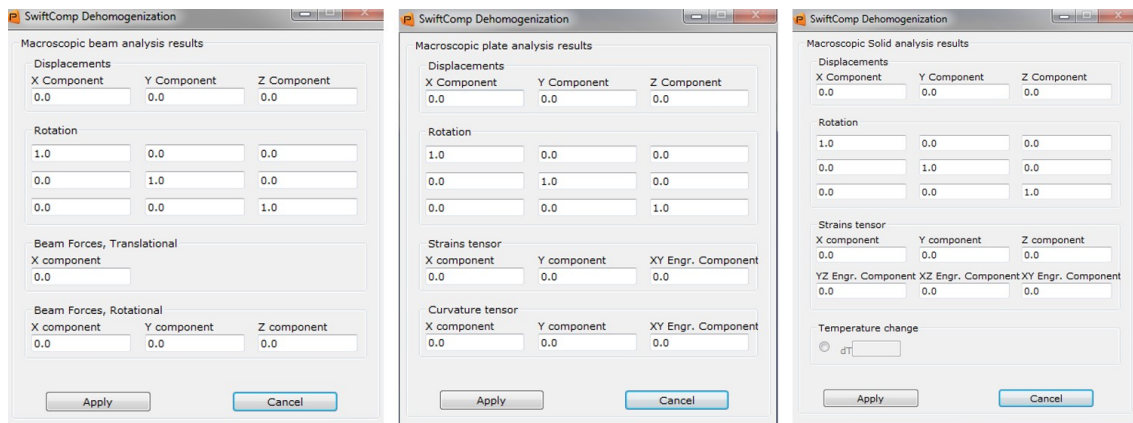 SwiftComp Dehomogenization
Macroscopic beam analysis results
Displacements
X Component Y Component Z Component
0.0 0.0 0.0
Rotation
1.0 0.0 0.0
0.0 1.0 0.0
0.0 0.0 1.0
Beam Forces, Translational
X component
0.0
Beam Forces, Rotational
X component Y component Z component
0.0 0.0 0.0
Apply Cancel
SwiftComp Dehomogenization
Macroscopic plate analysis results
Displacements
X Component Y Component Z Component
0.0 0.0 0.0
Rotation
1.0 0.0 0.0
0.0 1.0 0.0
0.0 0.0 1.0
Strains tensor
X component Y component XY Engr. Component
0.0 0.0 0.0
Curvature tensor
X component Y component XY Engr. Component
0.0 0.0 0.0
Apply Cancel
SwiftComp Dehomogenization
Macroscopic Solid analysis results
Displacements
X Component Y Component Z Component
0.0 0.0 0.0
Rotation
1.0 0.0 0.0
0.0 1.0 0.0
0.0 0.0 1.0
Strains tensor
X component Y component Z component
0.0 0.0 0.0
YZ Engr. Component XZ Engr. Component XY Engr. Component
0.0 0.0 0.0
Temperature change
dT
Apply Cancel